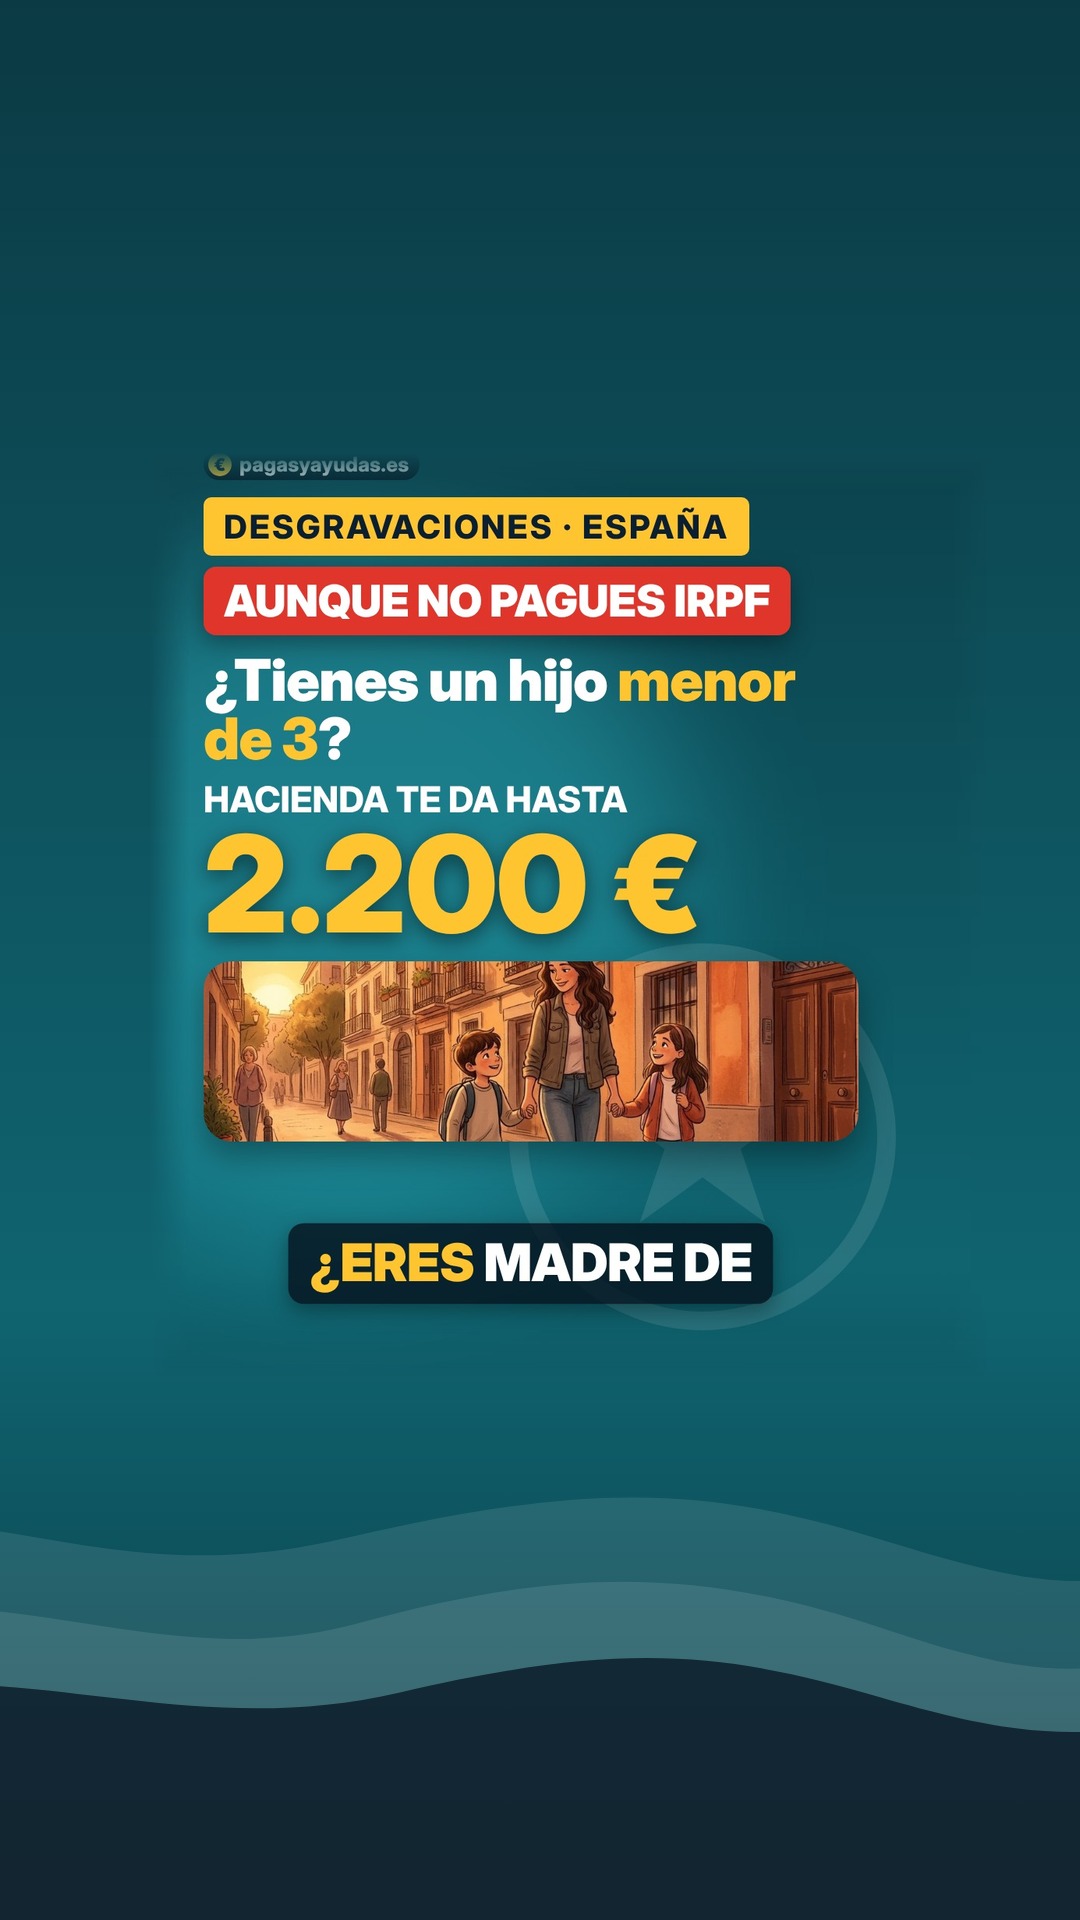 € pagasyayudas.es
DESGRAVACIONES · ESPAÑA
AUNQUE NO PAGUES IRPF
¿Tienes un hijo menor
de 3?
HACIENDA TE DA HASTA
2.200 €
¿ERES MADRE DE